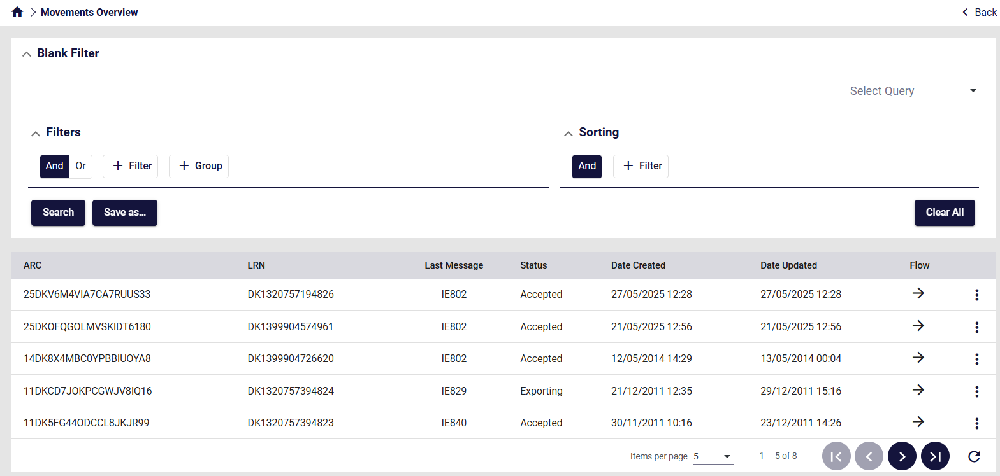 Movements Overview
Back
Blank Filter
Select Query
Filters
Sorting
And Or + Filter + Group
And + Filter
Search Save as... Clear All
ARC LRN Last Message Status Date Created Date Updated Flow
25DKV6M4VIA7CA7RUUS33 DK1320757194826 IE802 Accepted 27/05/2025 12:28 27/05/2025 12:28
25DKOFQGOLMVSKIDT6180 DK1399904574961 IE802 Accepted 21/05/2025 12:56 21/05/2025 12:56
14DK8X4MBC0YPBBIUOYA8 DK1399904726620 IE802 Accepted 12/05/2014 14:29 13/05/2014 00:04
11DKCD7JOKPCGWJV8IQ16 DK1320757394824 IE829 Exporting 21/12/2011 12:35 29/12/2011 15:16
11DK5FG44ODCCL8JKJR99 DK1320757394823 IE840 Accepted 30/11/2011 10:16 23/12/2011 14:26
Items per page 5 1 – 5 of 8